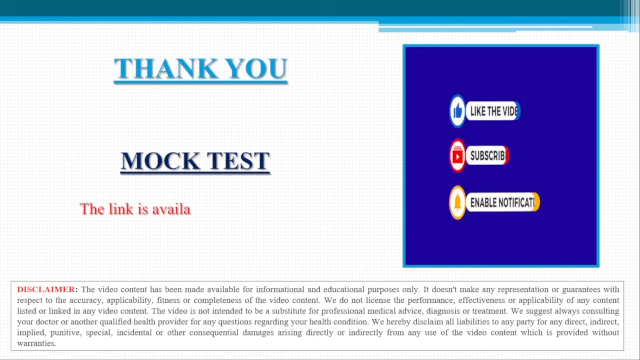 THANK YOU
MOCK TEST
The link is availa
LIKE THE VIDE
SUBSCRIB
ENABLE NOTIFICATI
DISCLAIMER: The video content has been made available for informational and educational purposes only. It doesn't make any representation or guarantees with
respect to the accuracy, applicability, fitness or completeness of the video content. We do not license the performance, effectiveness or applicability of any content
listed or linked in any video content. The video is not intended to be a substitute for professional medical advice, diagnosis or treatment. We suggest always consulting
your doctor or another qualified health provider for any questions regarding your health condition. We hereby disclaim all liabilities to any party for any direct, indirect,
implied, punitive, special, incidental or other consequential damages arising directly or indirectly from any use of the video content which is provided without
warranties.